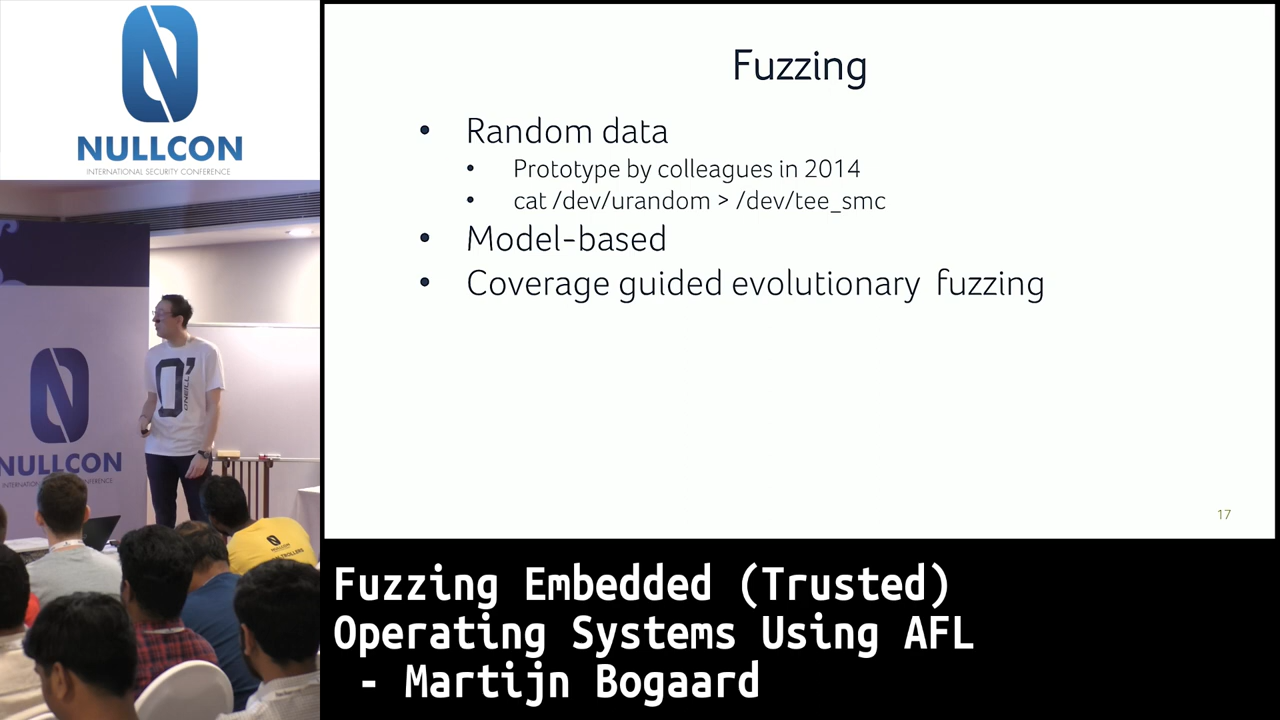 NULLCON
INTERNATIONAL SECURITY CONFERENCE
NULLCON
O'NEILL
Fuzzing
• Random data
• Prototype by colleagues in 2014
• cat /dev/urandom > /dev/tee_smc
• Model-based
• Coverage guided evolutionary fuzzing
17
Fuzzing Embedded (Trusted)
Operating Systems Using AFL
- Martijn Bogaard